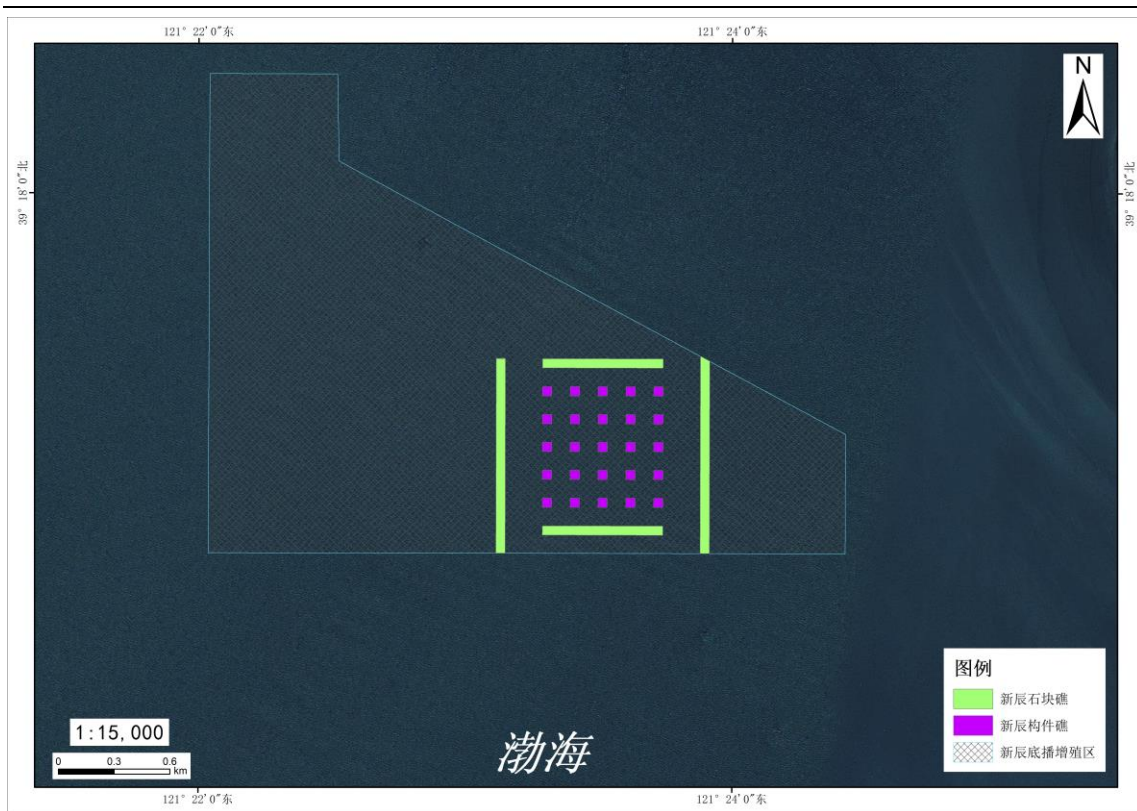 121° 22′0″东
121° 24′0″东
N
39° 18′0″北
39° 18′0″北
图例
新辰石块礁
新辰构件礁
新辰底播增殖区
1:15,000
0 0.3 0.6
km
渤海
121° 22′0″东
121° 24′0″东